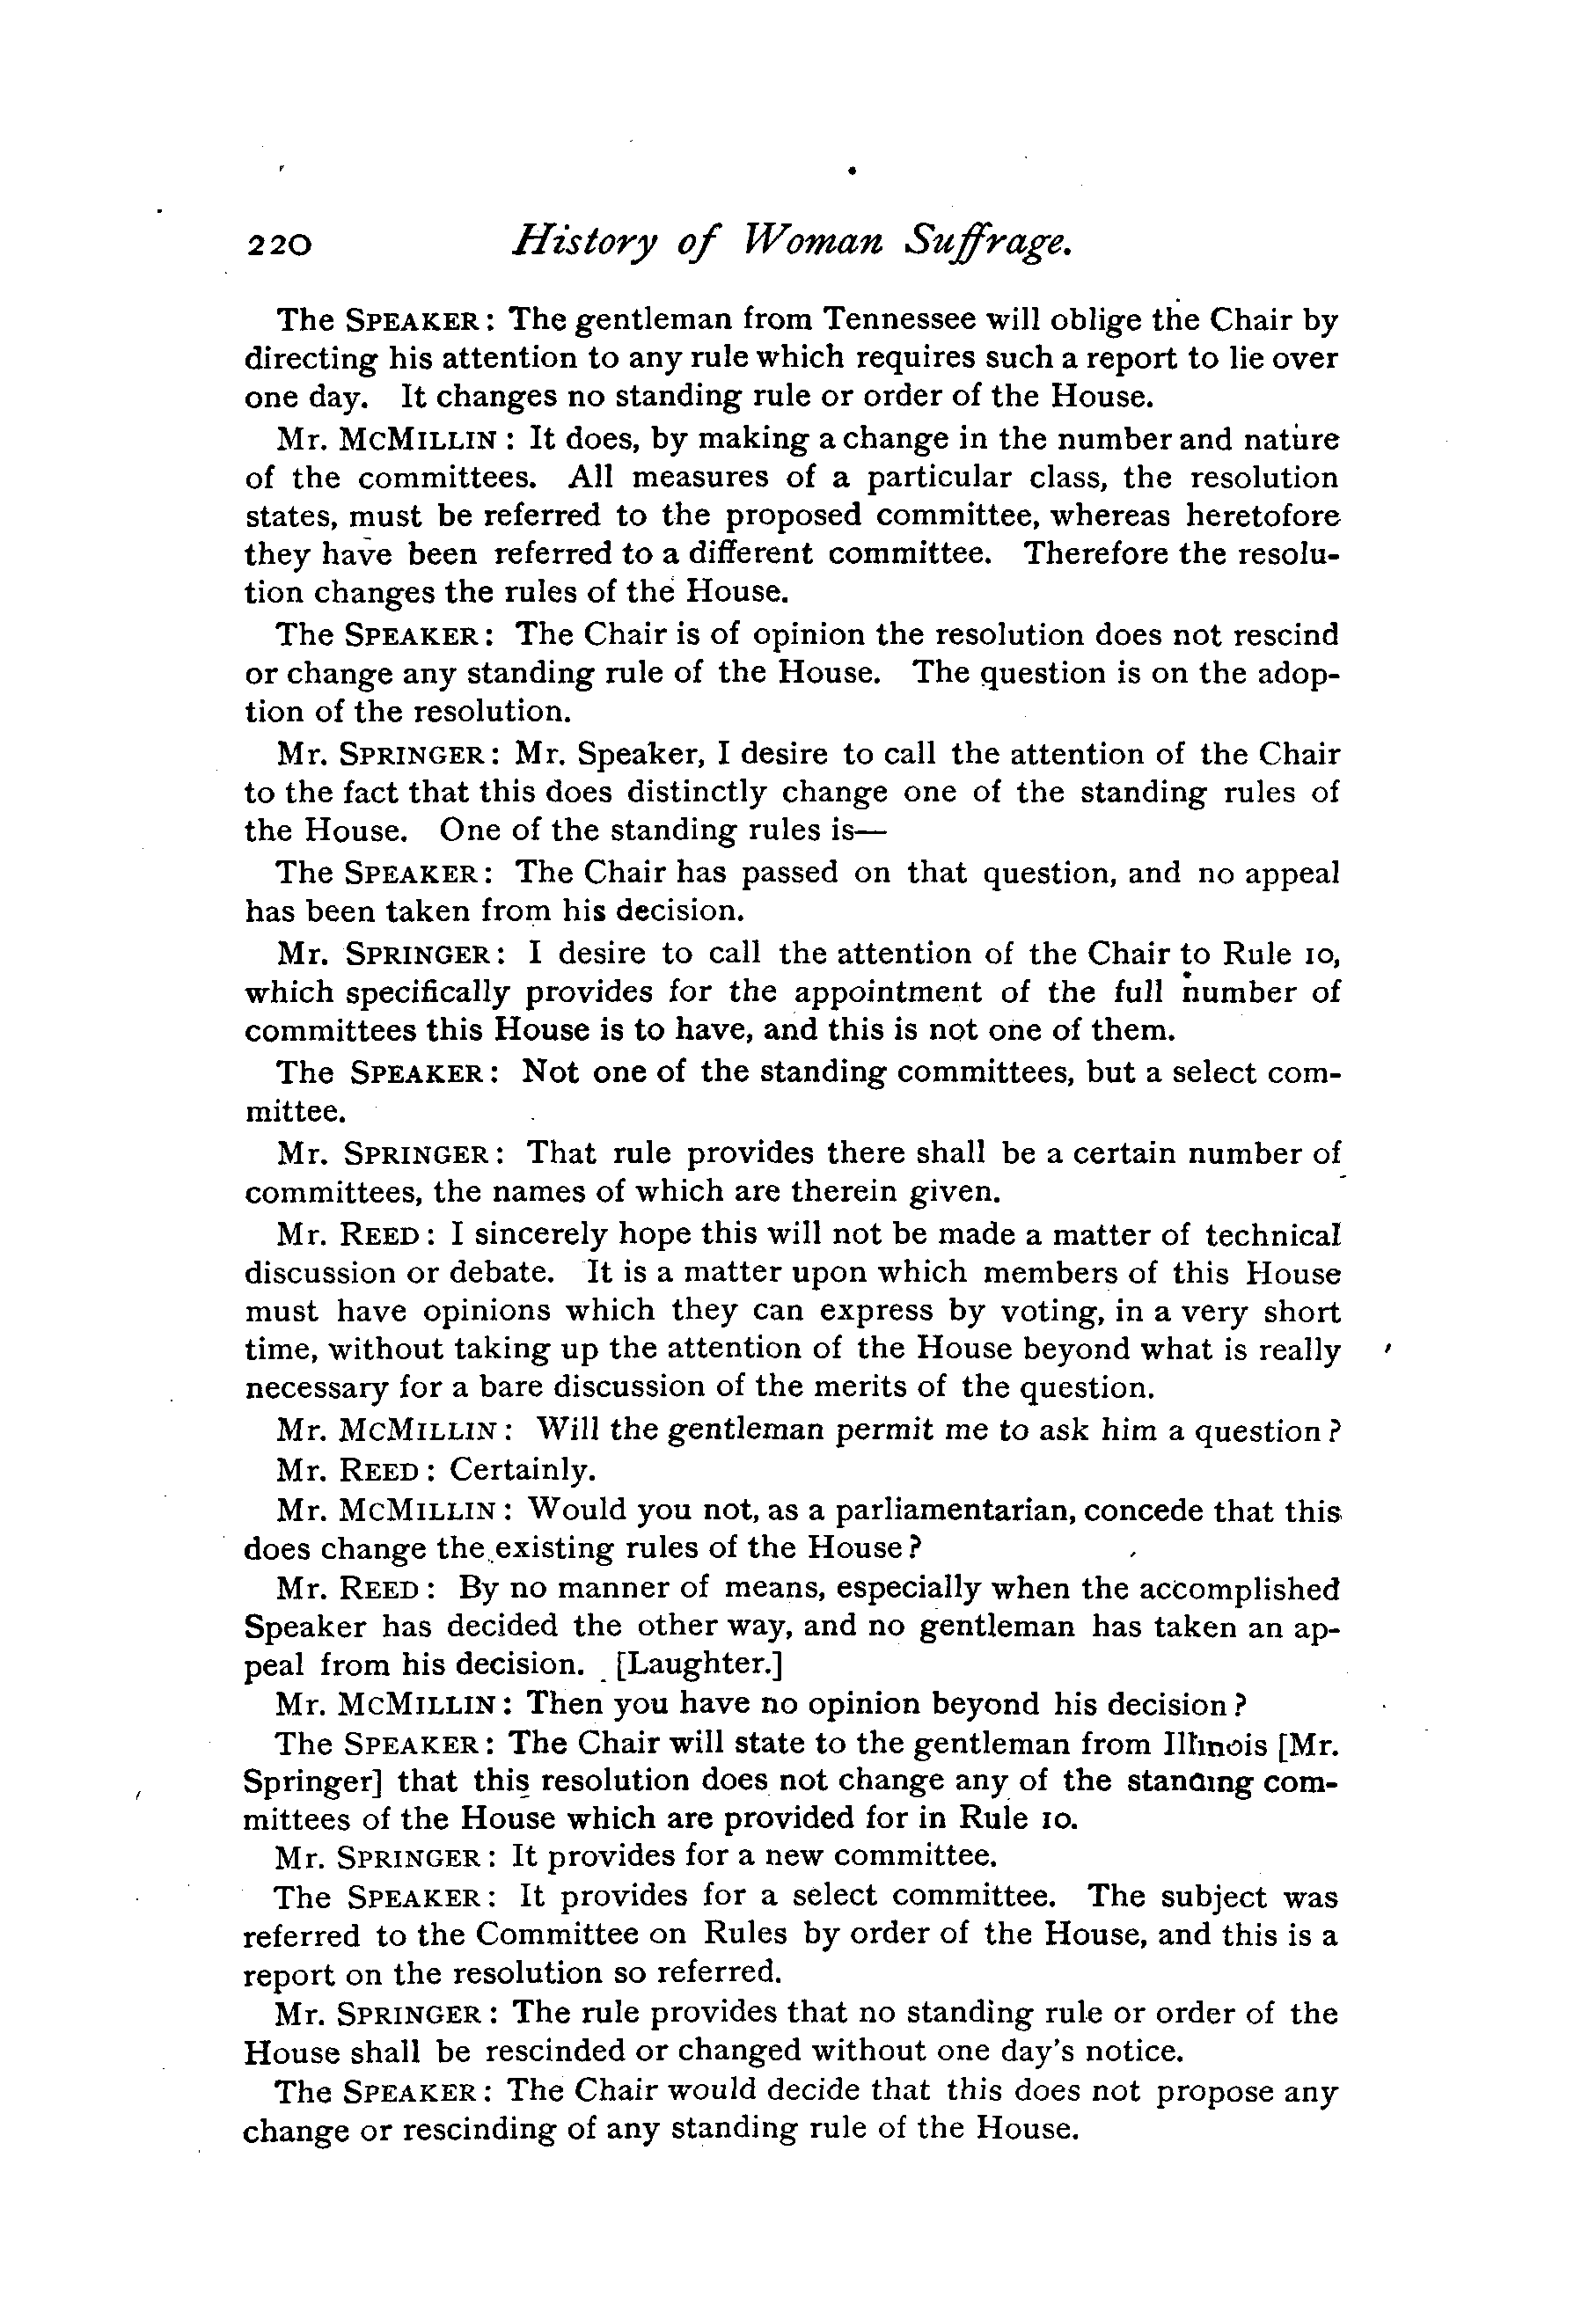 220 History of Woman Suffrage.
The SPEAKER: The gentleman from Tennessee will oblige the Chair by
directing his attention to any rule which requires such a report to lie over
one day. It changes no standing rule or order of the House.
Mr. MCMILLIN: It does, by making a change in the number and nature
of the committees. All measures of a particular class, the resolution
states, must be referred to the proposed committee, whereas heretofore
they have been referred to a different committee. Therefore the resolu-
tion changes the rules of the House.
The SPEAKER: The Chair is of opinion the resolution does not rescind
or change any standing rule of the House. The question is on the adop-
tion of the resolution.
Mr. SPRINGER: Mr. Speaker, I desire to call the attention of the Chair
to the fact that this does distinctly change one of the standing rules of
the House. One of the standing rules is—
The SPEAKER: The Chair has passed on that question, and no appeal
has been taken from his decision.
Mr. SPRINGER: I desire to call the attention of the Chair to Rule 10,
which specifically provides for the appointment of the full number of
committees this House is to have, and this is not one of them.
The SPEAKER: Not one of the standing committees, but a select com-
mittee.
Mr. SPRINGER: That rule provides there shall be a certain number of
committees, the names of which are therein given.
Mr. REED: I sincerely hope this will not be made a matter of technical
discussion or debate. It is a matter upon which members of this House
must have opinions which they can express by voting, in a very short
time, without taking up the attention of the House beyond what is really
necessary for a bare discussion of the merits of the question.
Mr. MCMILLIN: Will the gentleman permit me to ask him a question?
Mr. REED: Certainly.
Mr. MCMILLIN: Would you not, as a parliamentarian, concede that this
does change the existing rules of the House?
Mr. REED: By no manner of means, especially when the accomplished
Speaker has decided the other way, and no gentleman has taken an ap-
peal from his decision. [Laughter.]
Mr. MCMILLIN: Then you have no opinion beyond his decision?
The SPEAKER: The Chair will state to the gentleman from Illinois [Mr.
Springer] that this resolution does not change any of the standing com-
mittees of the House which are provided for in Rule 10.
Mr. SPRINGER: It provides for a new committee.
The SPEAKER: It provides for a select committee. The subject was
referred to the Committee on Rules by order of the House, and this is a
report on the resolution so referred.
Mr. SPRINGER: The rule provides that no standing rule or order of the
House shall be rescinded or changed without one day's notice.
The SPEAKER: The Chair would decide that this does not propose any
change or rescinding of any standing rule of the House.